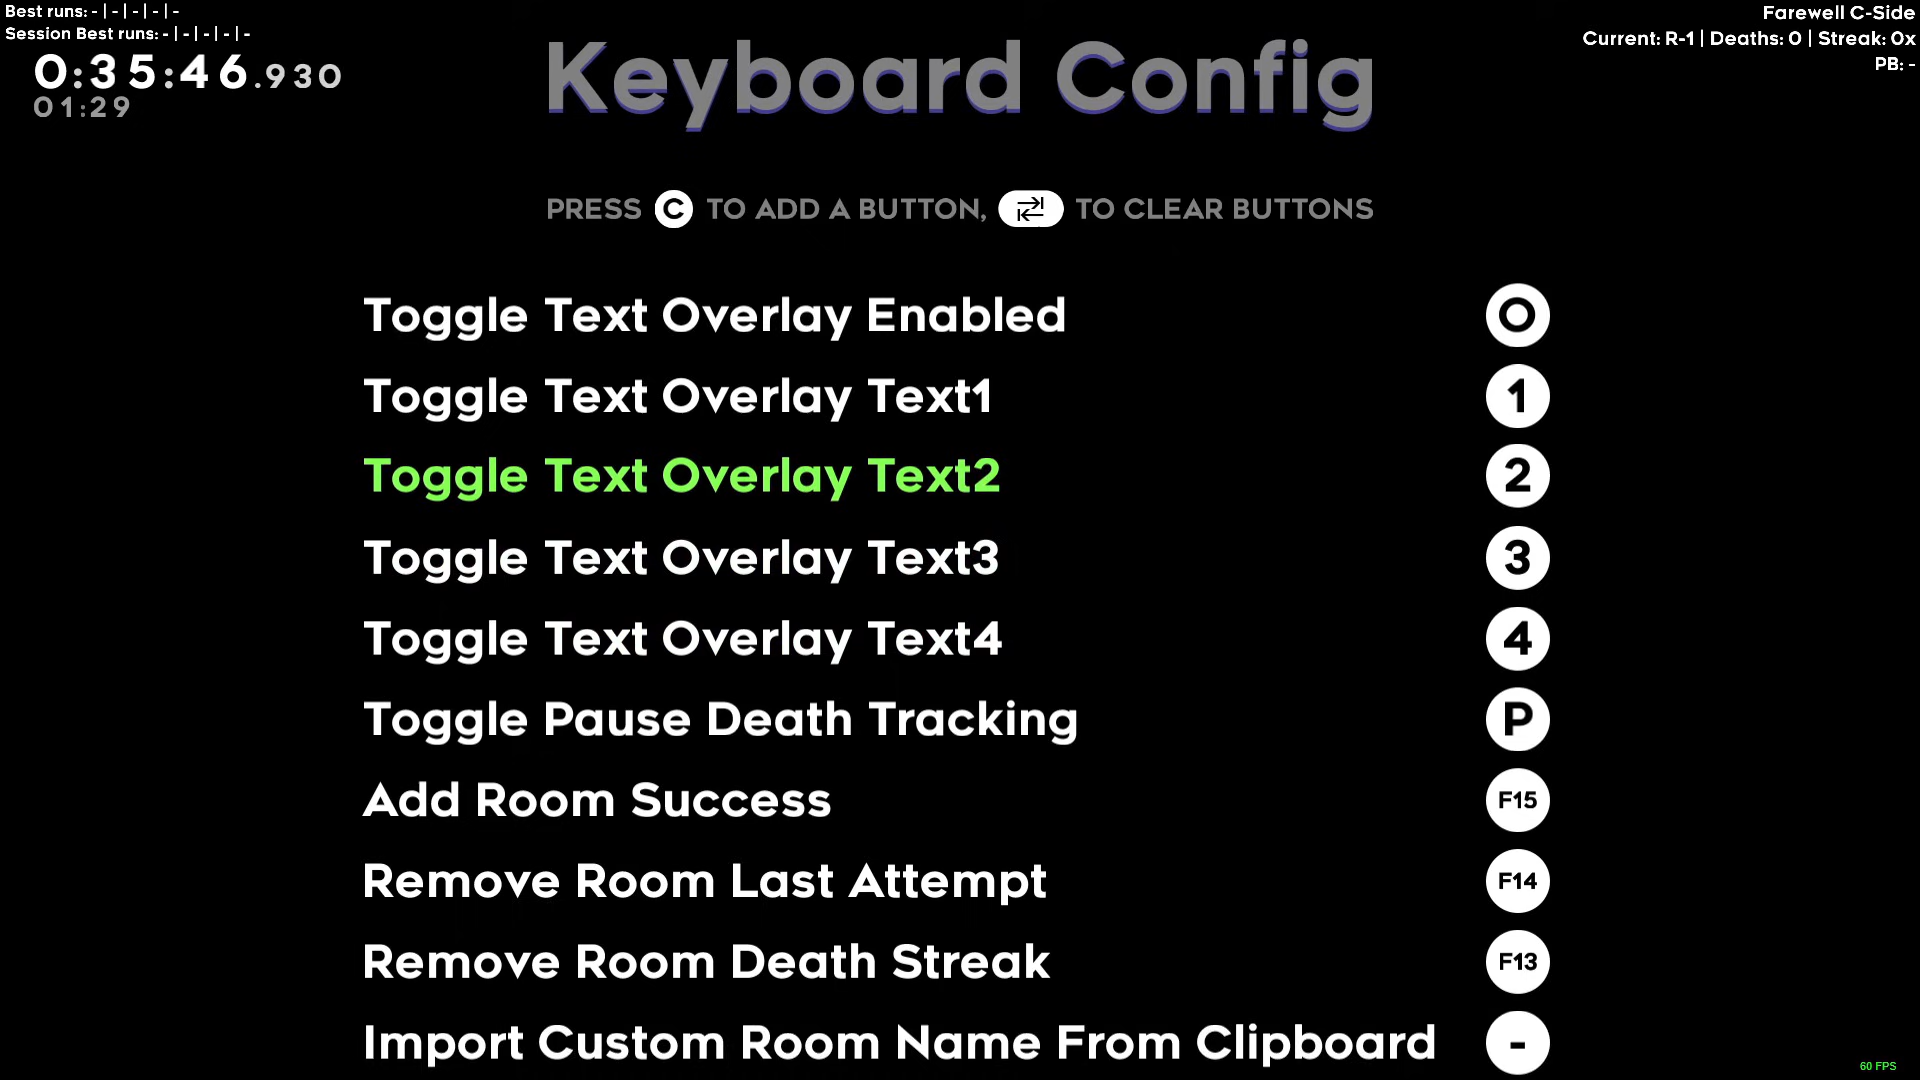 Best runs: - | - | - | - | -
Session Best runs: - | - | - | - | -
0:35:46.930
01:29
Farewell C-Side
Current: R-1 | Deaths: 0 | Streak: 0x
PB: -
Keyboard Config
PRESS C TO ADD A BUTTON, TO CLEAR BUTTONS
Toggle Text Overlay Enabled O
Toggle Text Overlay Text1 1
Toggle Text Overlay Text2 2
Toggle Text Overlay Text3 3
Toggle Text Overlay Text4 4
Toggle Pause Death Tracking P
Add Room Success F15
Remove Room Last Attempt F14
Remove Room Death Streak F13
Import Custom Room Name From Clipboard -
60 FPS